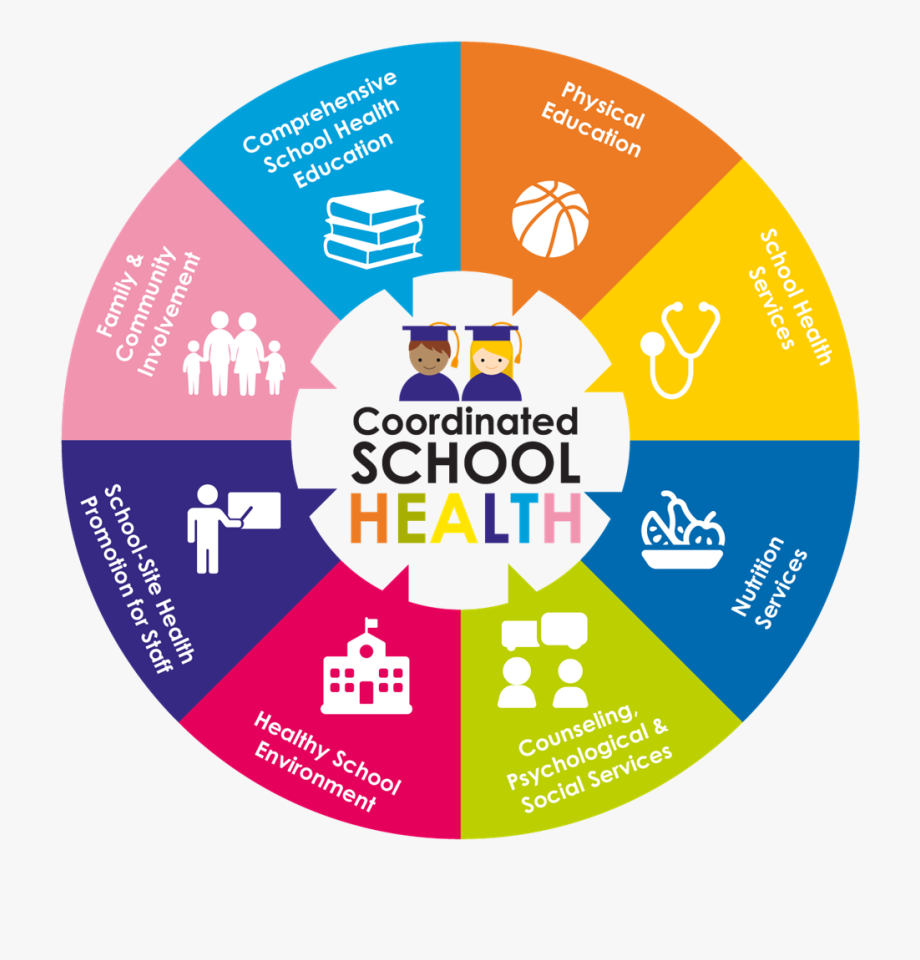 Comprehensive
School Health
Education
Physical
Education
School Health
Services
Nutrition
Services
Counseling,
Psychological &
Social Services
Healthy School
Environment
School-Site Health
Promotion for Staff
Family &
Community
Involvement
Coordinated
SCHOOL
HEALTH